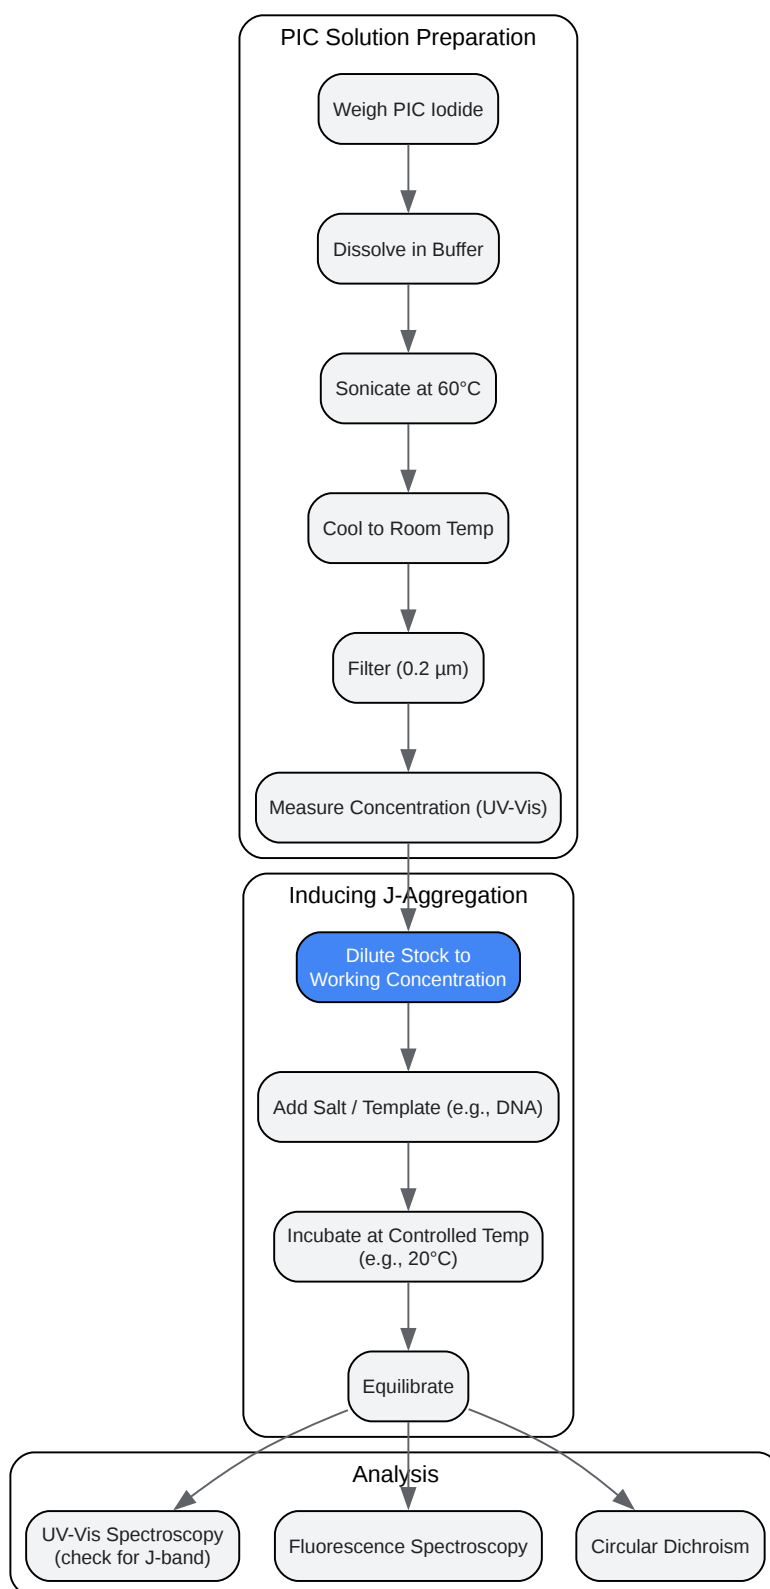 PIC Solution Preparation
Weigh PIC Iodide
Dissolve in Buffer
Sonicate at 60°C
Cool to Room Temp
Filter (0.2 µm)
Measure Concentration (UV-Vis)
Inducing J-Aggregation
Dilute Stock to
Working Concentration
Add Salt / Template (e.g., DNA)
Incubate at Controlled Temp
(e.g., 20°C)
Equilibrate
Analysis
UV-Vis Spectroscopy
(check for J-band)
Fluorescence Spectroscopy
Circular Dichroism